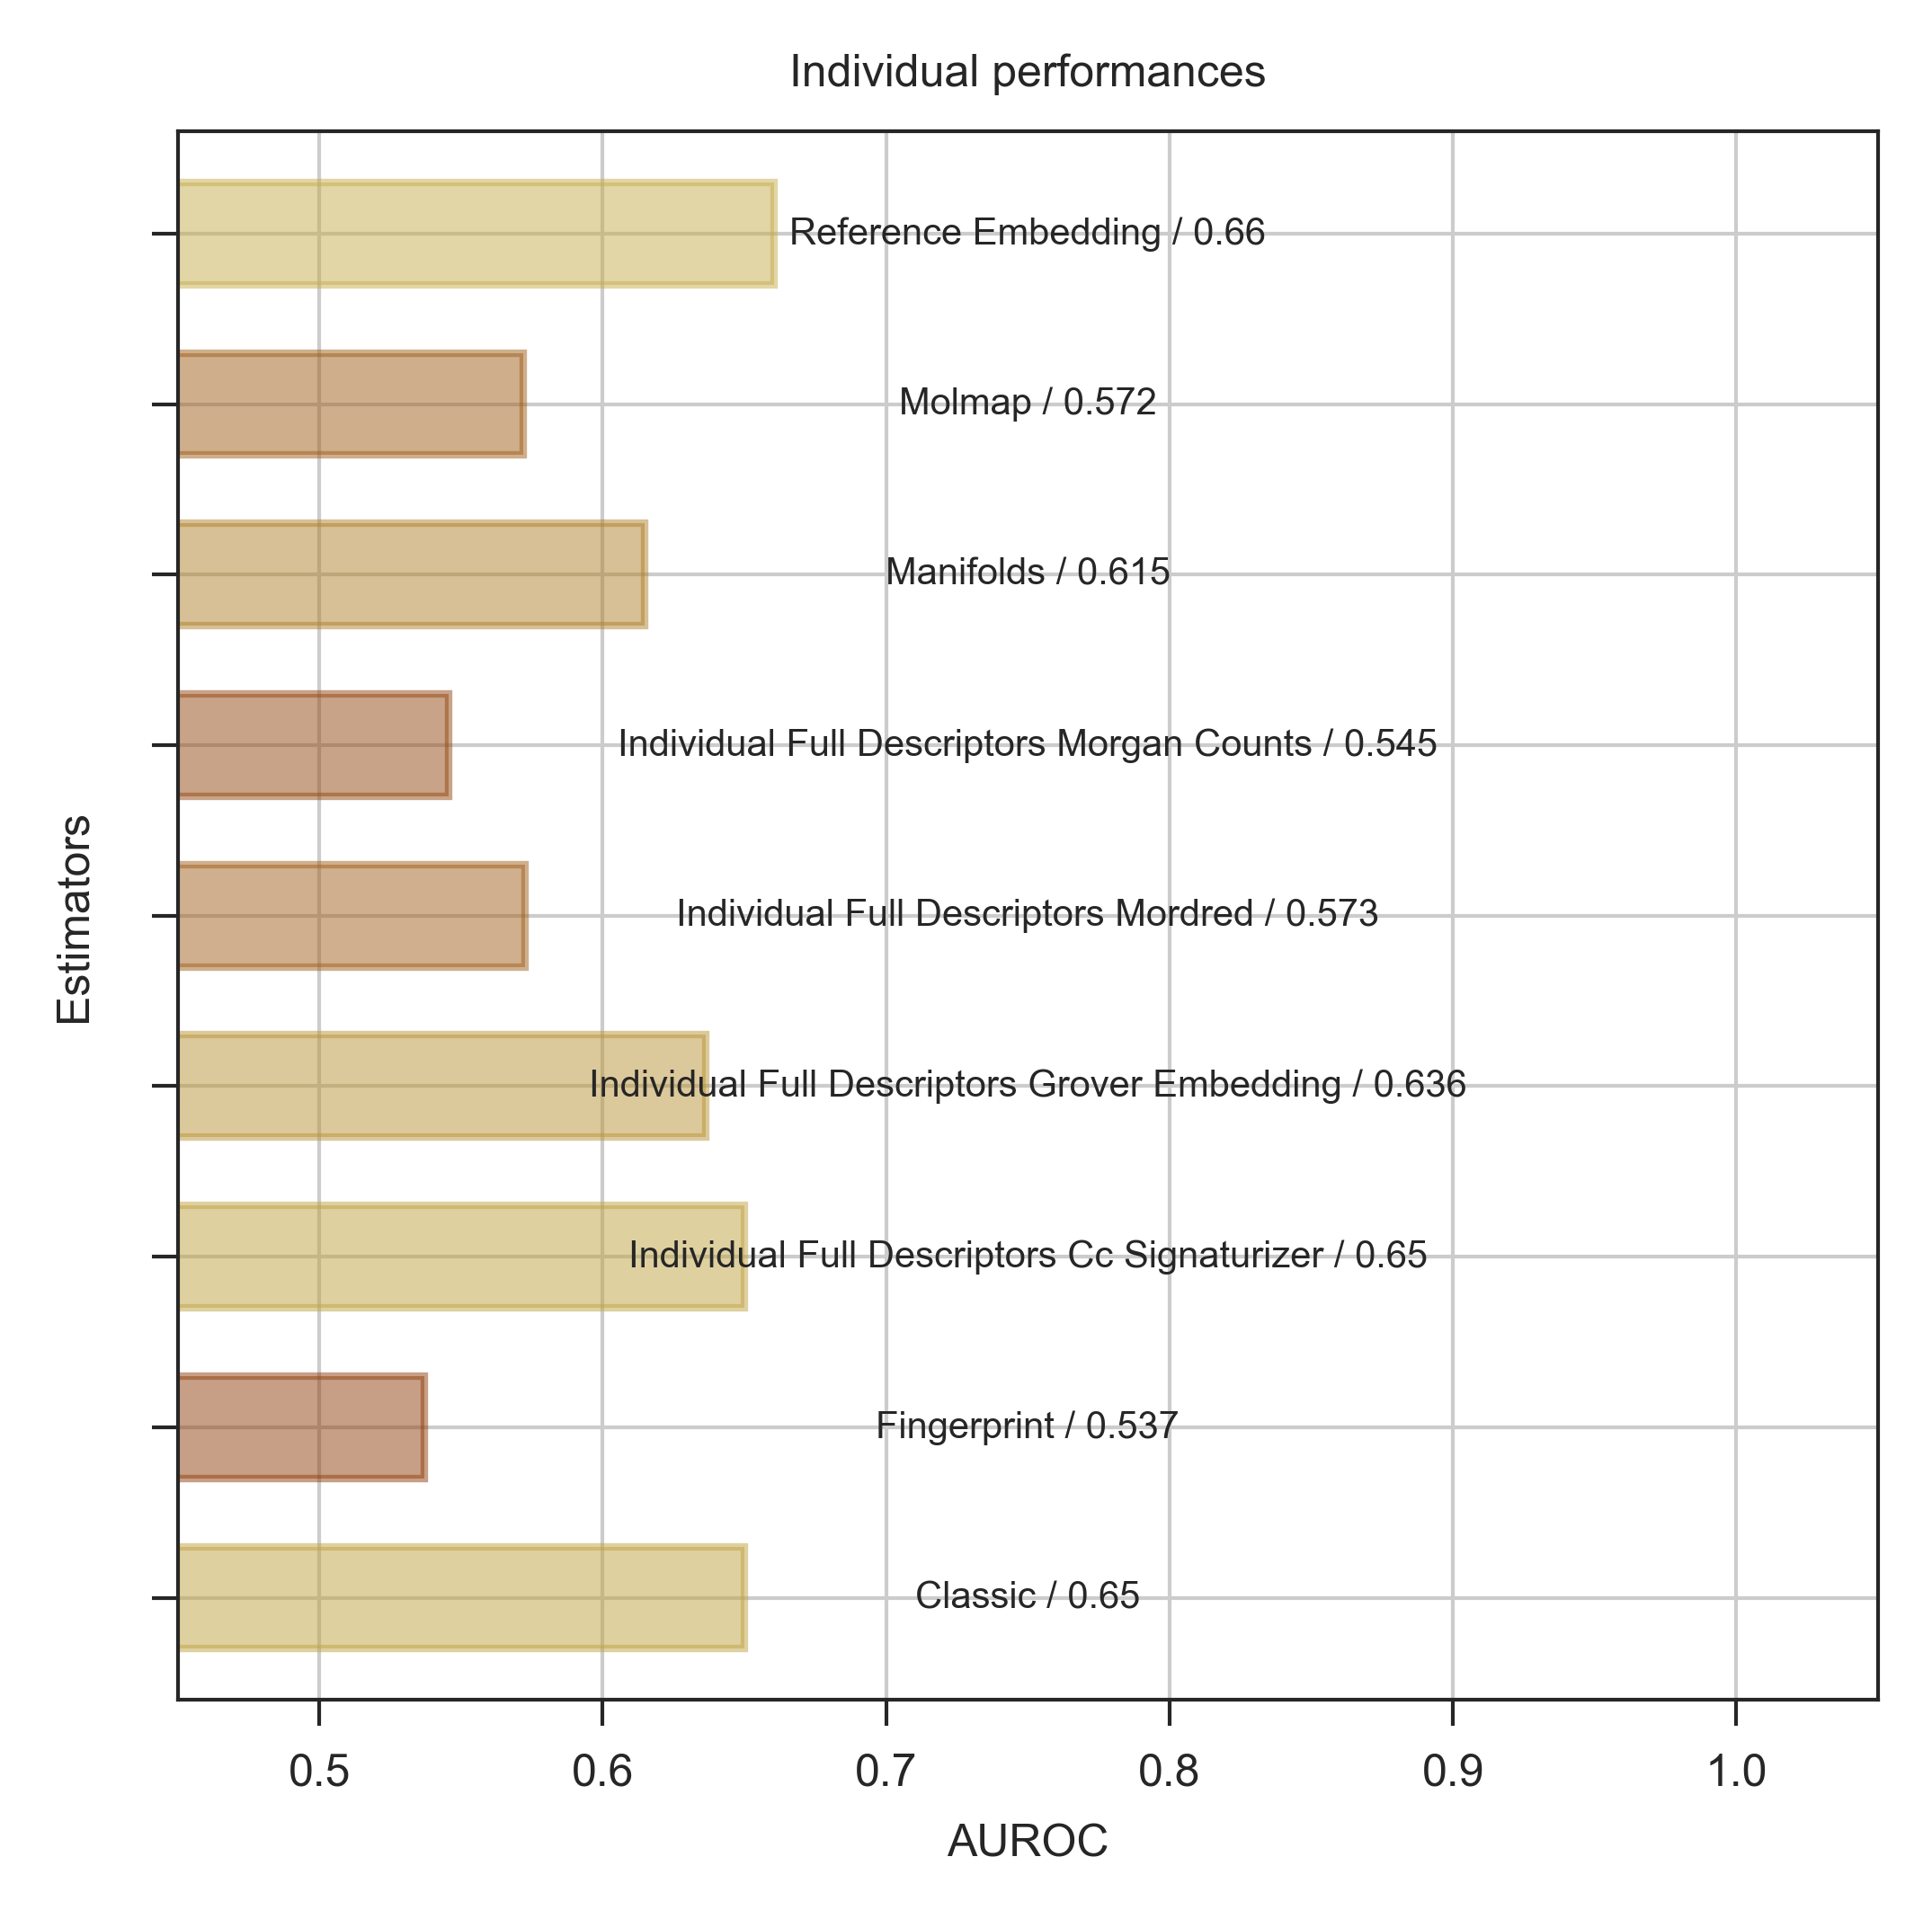 Individual performances
Reference Embedding / 0.66
Molmap / 0.572
Manifolds / 0.615
Individual Full Descriptors Morgan Counts / 0.545
Individual Full Descriptors Mordred / 0.573
Individual Full Descriptors Grover Embedding / 0.636
Individual Full Descriptors Cc Signaturizer / 0.65
Fingerprint / 0.537
Classic / 0.65
Estimators
0.5 0.6 0.7 0.8 0.9 1.0
AUROC